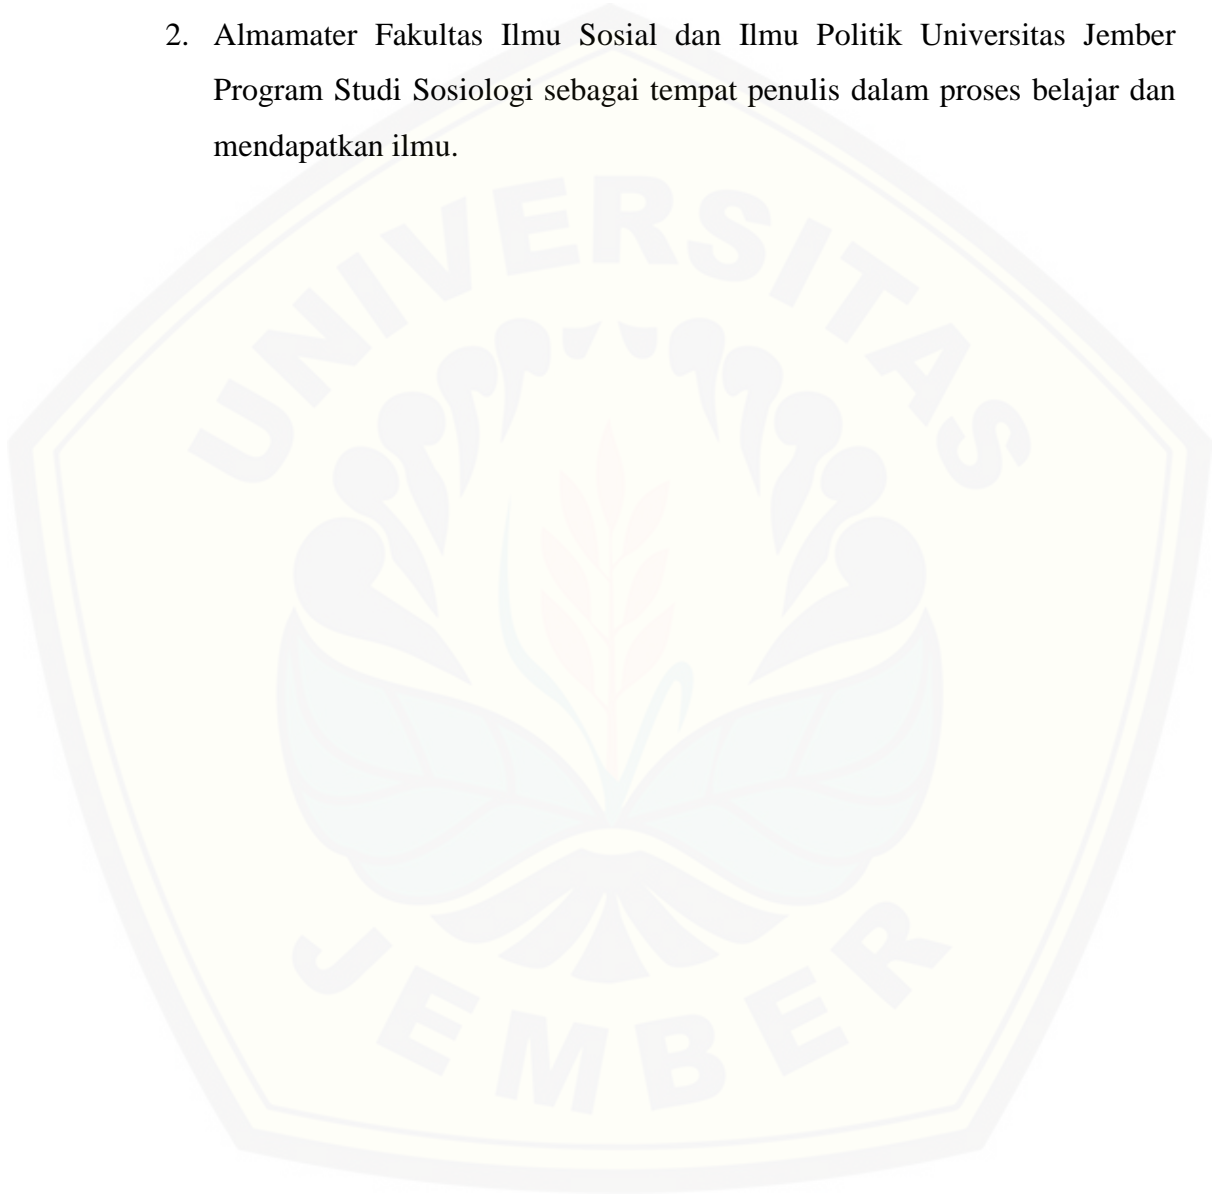 2. Almamater Fakultas Ilmu Sosial dan Ilmu Politik Universitas Jember
Program Studi Sosiologi sebagai tempat penulis dalam proses belajar dan
mendapatkan ilmu.
UNIVERSITAS
JEMBER